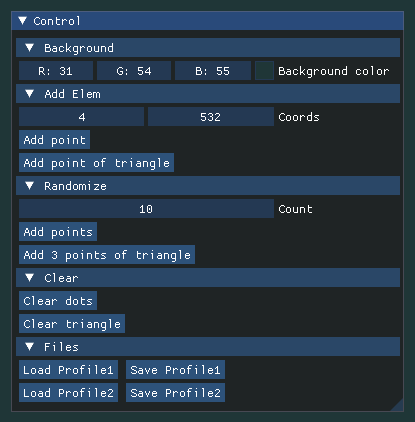 Control
Background
R: 31 G: 54 B: 55 Background color
Add Elem
4 532 Coords
Add point
Add point of triangle
Randomize
10 Count
Add points
Add 3 points of triangle
Clear
Clear dots
Clear triangle
Files
Load Profile1 Save Profile1
Load Profile2 Save Profile2